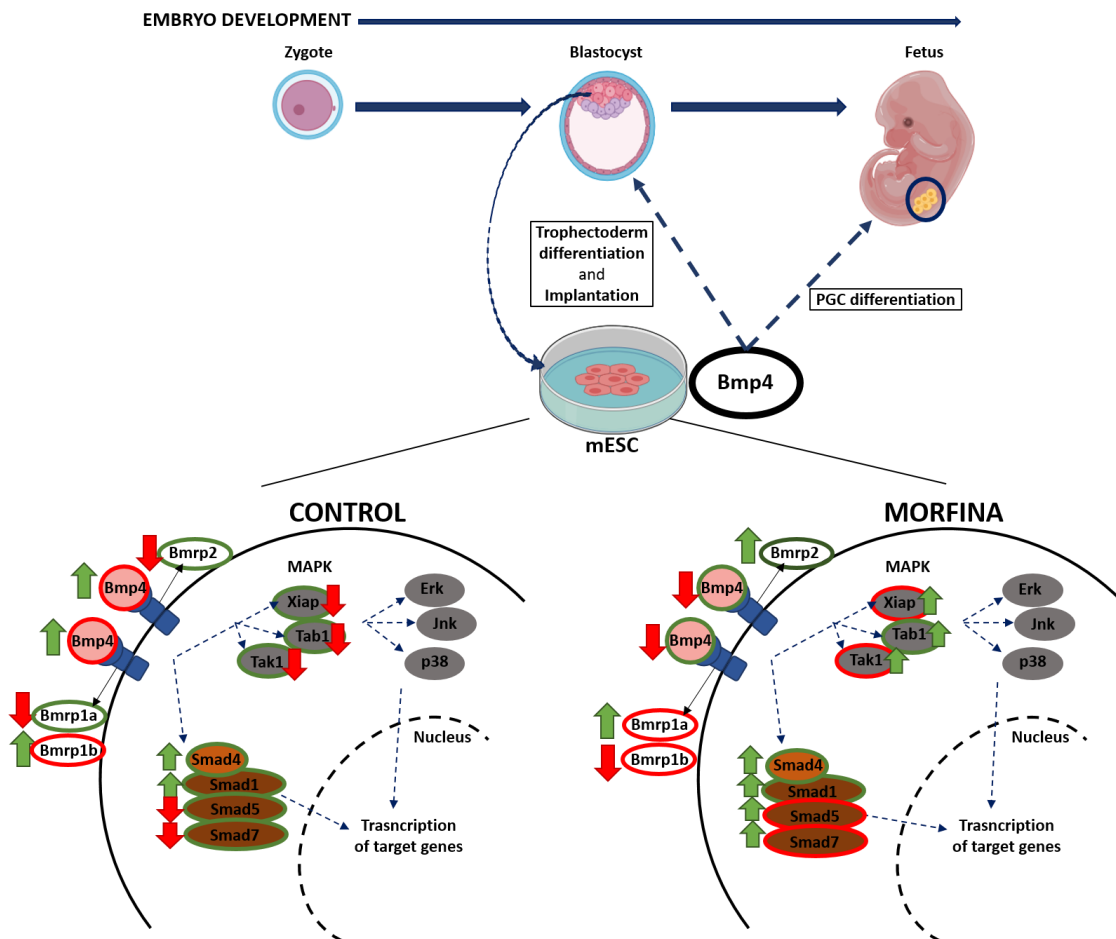 EMBRYO DEVELOPMENT
Zygote
Blastocyst
Fetus
Trophectoderm
differentiation
and
Implantation
PGC differentiation
Bmp4
mESC
CONTROL
Bmrp2
Bmp4
Bmp4
Bmrp1a
Bmrp1b
MAPK
Xiap
Tab1
Tak1
Erk
Jnk
p38
Nucleus
Smad4
Smad1
Smad5
Smad7
Trasncription
of target genes
MORFINA
Bmrp2
Bmp4
Bmp4
Bmrp1a
Bmrp1b
MAPK
Xiap
Tab1
Tak1
Erk
Jnk
p38
Nucleus
Smad4
Smad1
Smad5
Smad7
Trasncription
of target genes